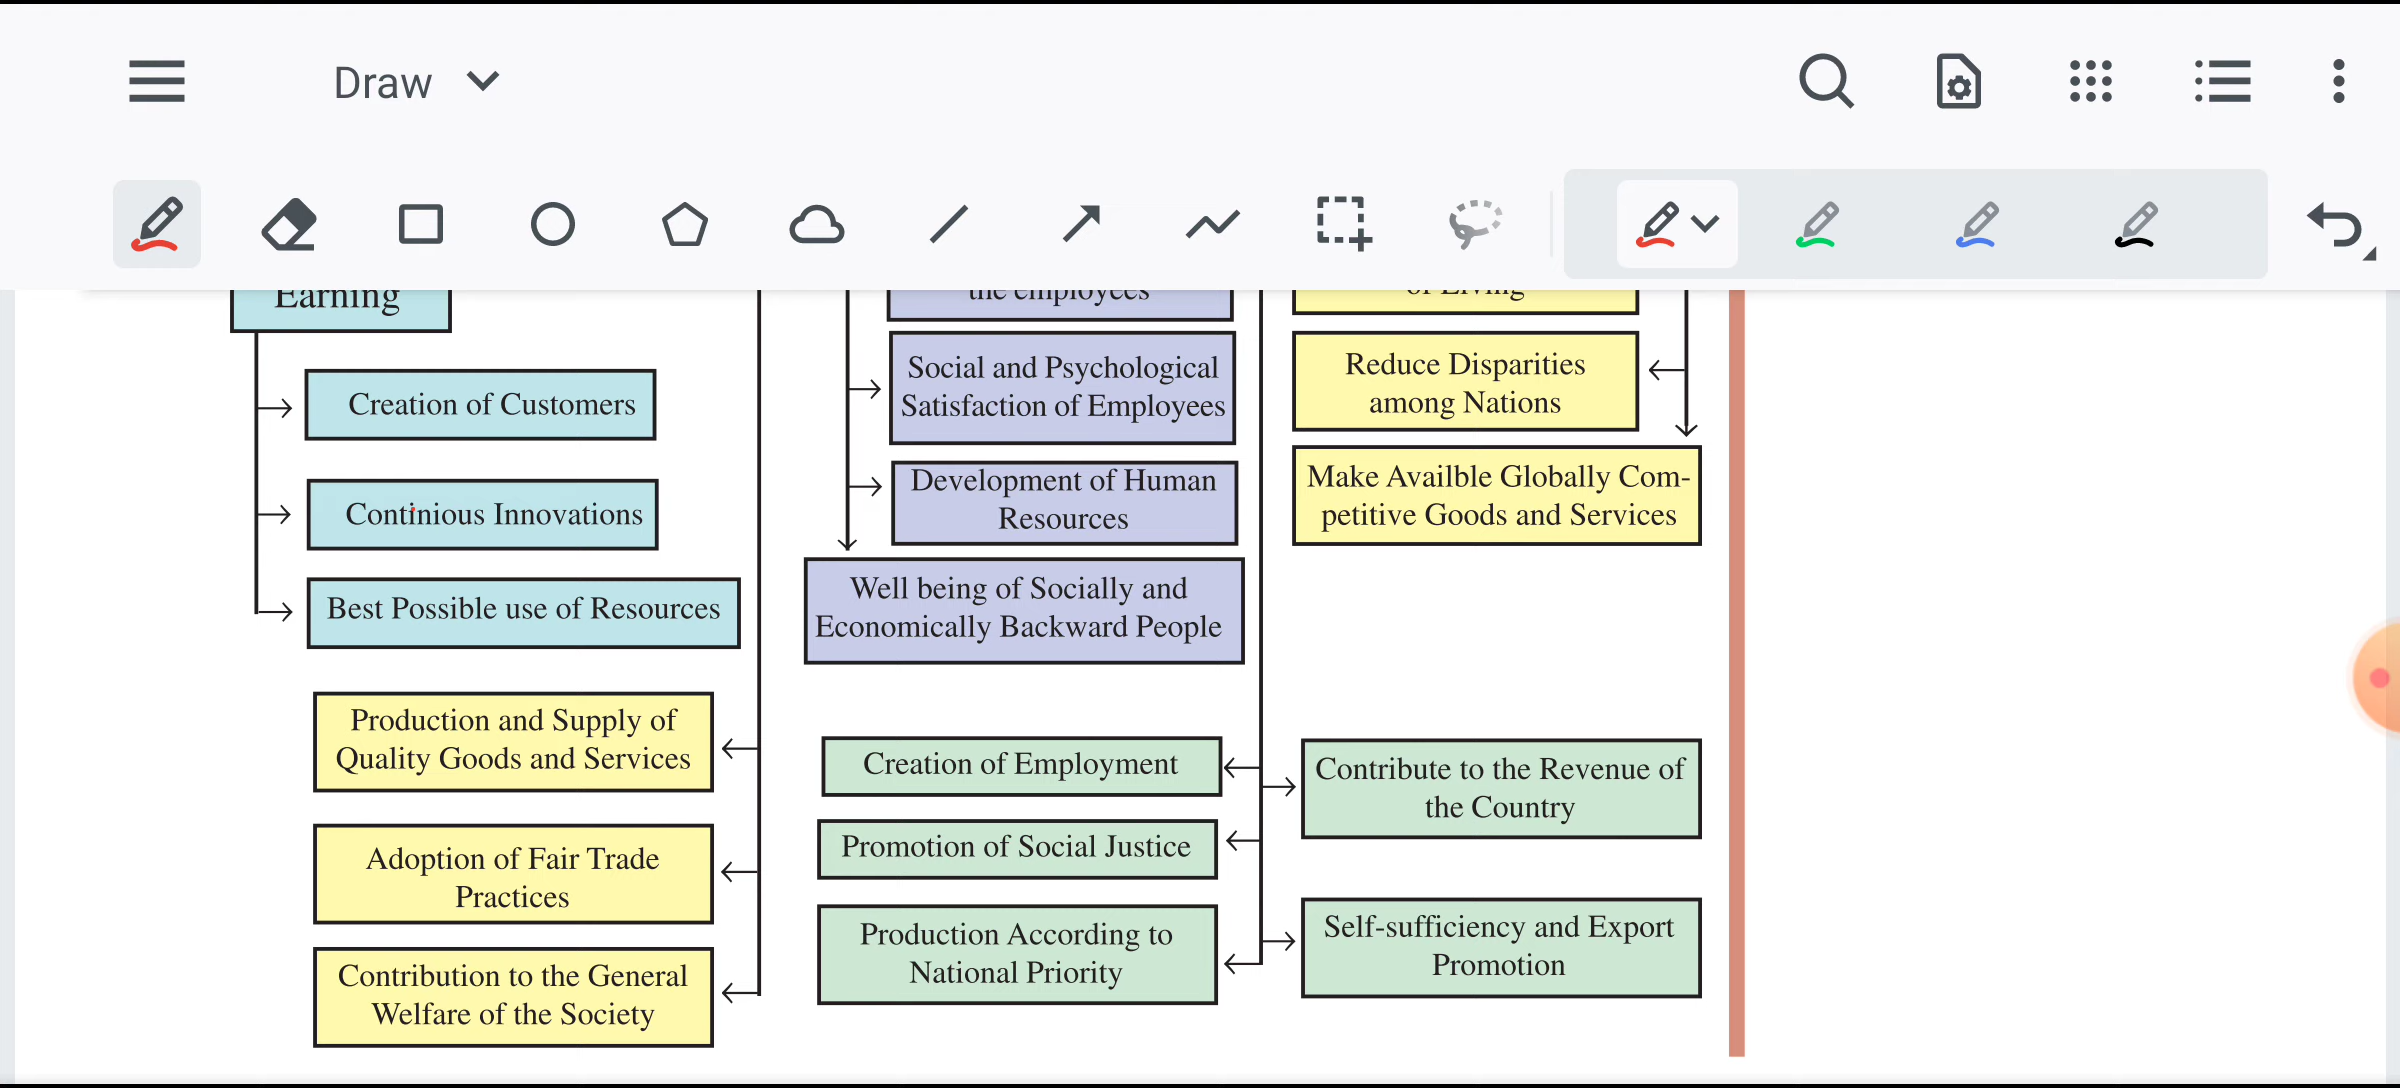 Draw
Earning
the employees
of Living
Creation of Customers
Continious Innovations
Best Possible use of Resources
Social and Psychological
Satisfaction of Employees
Development of Human
Resources
Well being of Socially and
Economically Backward People
Reduce Disparities
among Nations
Make Availble Globally Com-
petitive Goods and Services
Production and Supply of
Quality Goods and Services
Adoption of Fair Trade
Practices
Contribution to the General
Welfare of the Society
Creation of Employment
Promotion of Social Justice
Production According to
National Priority
Contribute to the Revenue of
the Country
Self-sufficiency and Export
Promotion